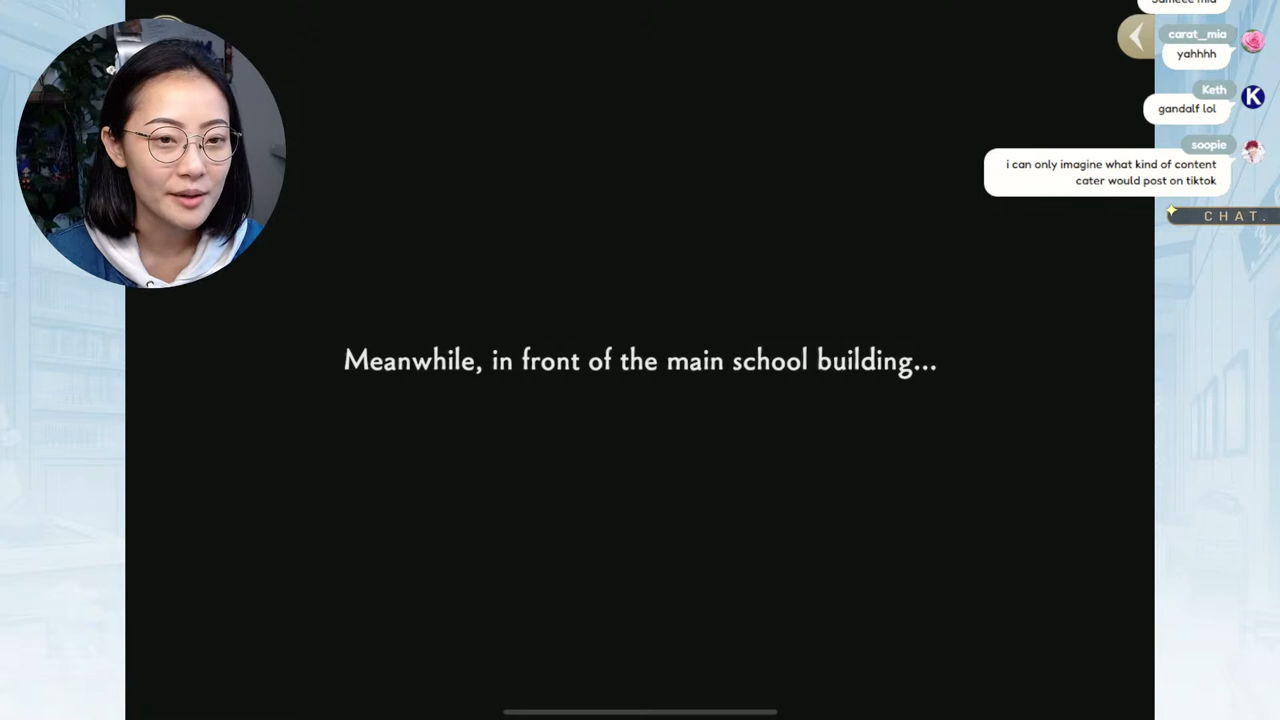 carat_mia
yahhhh
Keth
K
gandalf lol
soopie
i can only imagine what kind of content
cater would post on tiktok
CHAT.
Meanwhile, in front of the main school building...